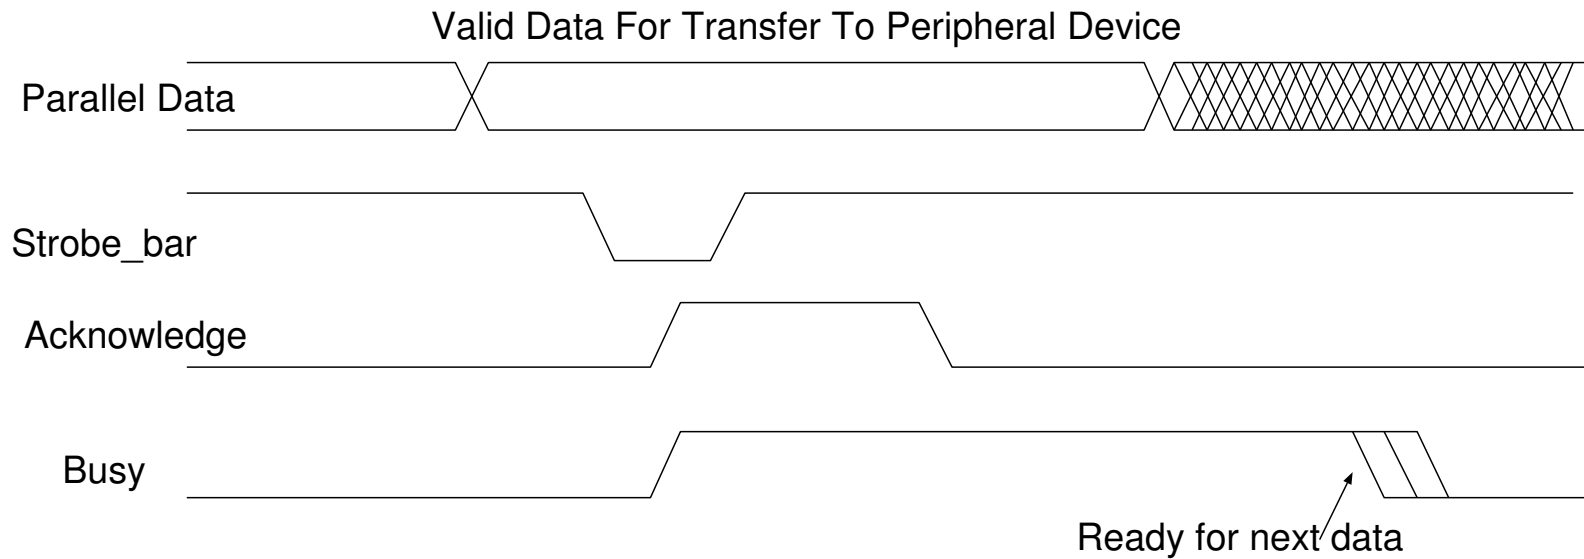 Valid Data For Transfer To Peripheral Device
Parallel Data
Strobe_bar
Acknowledge
Busy
Ready for next data